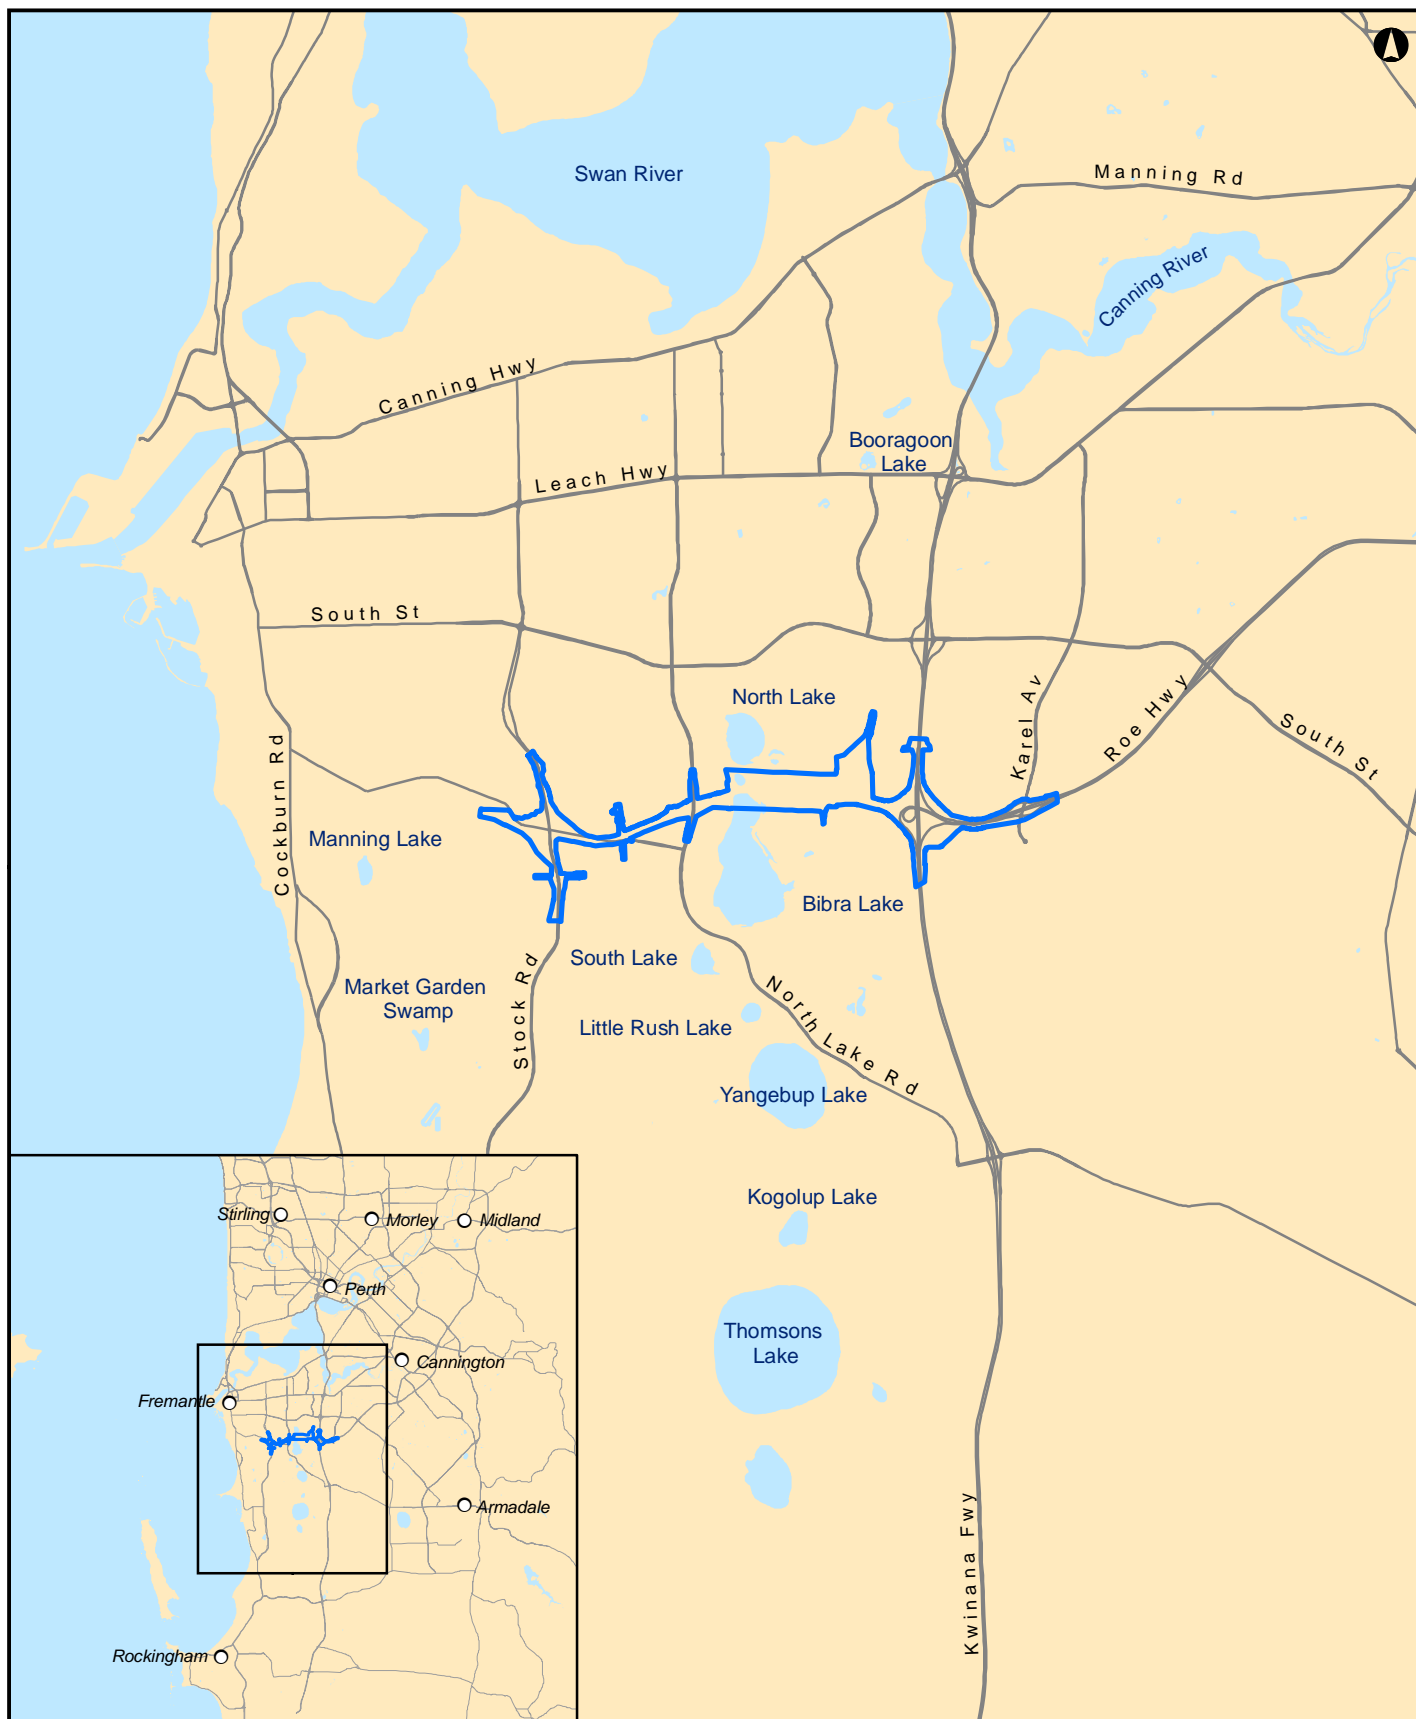 Swan River
Manning Rd
Canning River
Canning Hwy
Booragoon
Lake
Leach Hwy
South St
North Lake
Karel Av
Roe Hwy
South St
Cockburn Rd
Manning Lake
Bibra Lake
South Lake
Stock Rd
Market Garden
Swamp
North Lake Rd
Little Rush Lake
Yangebup Lake
Kogolup Lake
Thomsons
Lake
Kwinana Fwy
Stirling
Morley
Midland
Perth
Cannington
Fremantle
Armadale
Rockingham